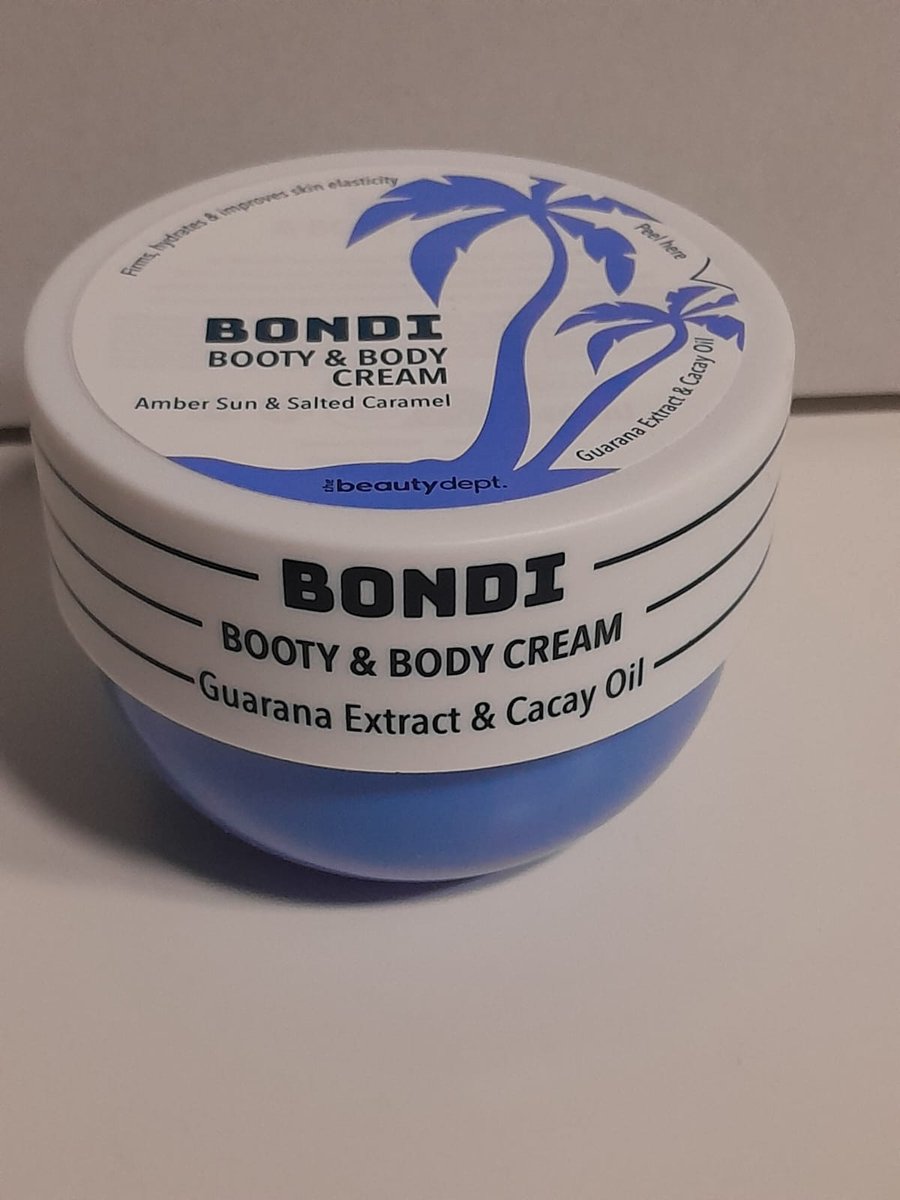 Firms, hydrates & improves skin elasticity
Peel here
BONDI
BOOTY & BODY
CREAM
Amber Sun & Salted Caramel
Guarana Extract & Cacay Oil
the beautydept.
BONDI
BOOTY & BODY CREAM
Guarana Extract & Cacay Oil